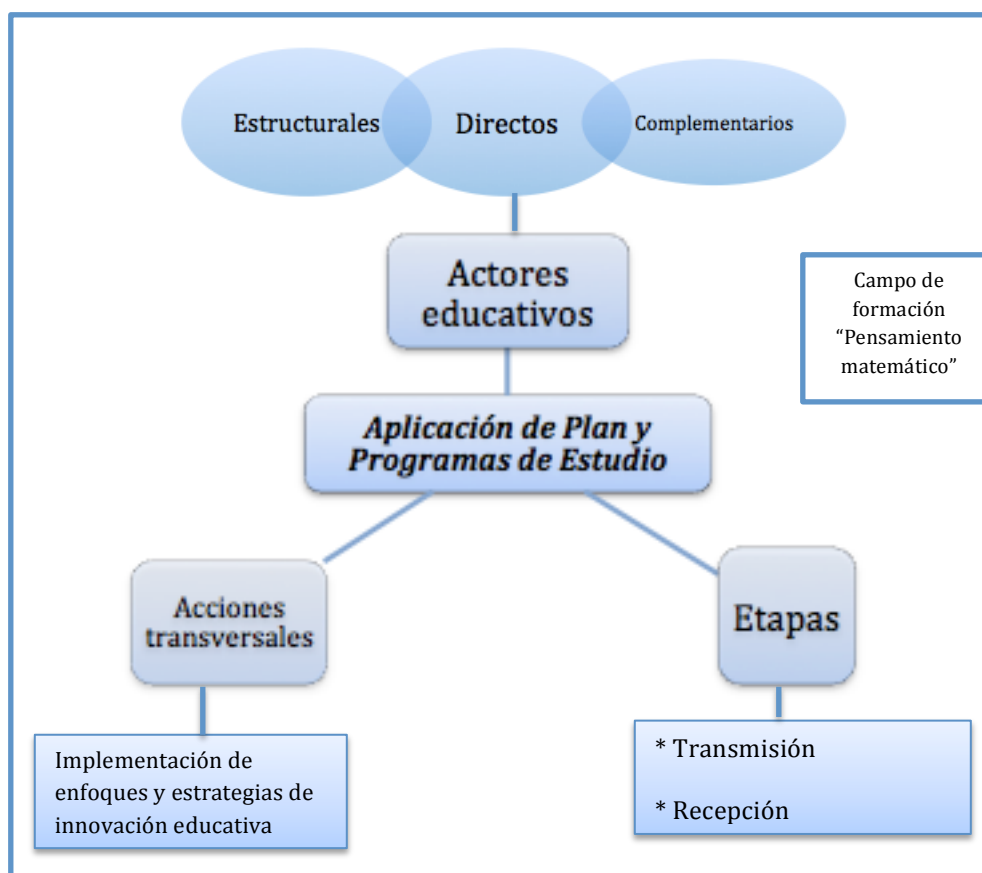 Estructurales
Directos
Complementarios
Actores
educativos
Campo de
formación
“Pensamiento
matemático”
Aplicación de Plan y
Programas de Estudio
Acciones
transversales
Etapas
Implementación de
enfoques y estrategias de
innovación educativa
* Transmisión
* Recepción